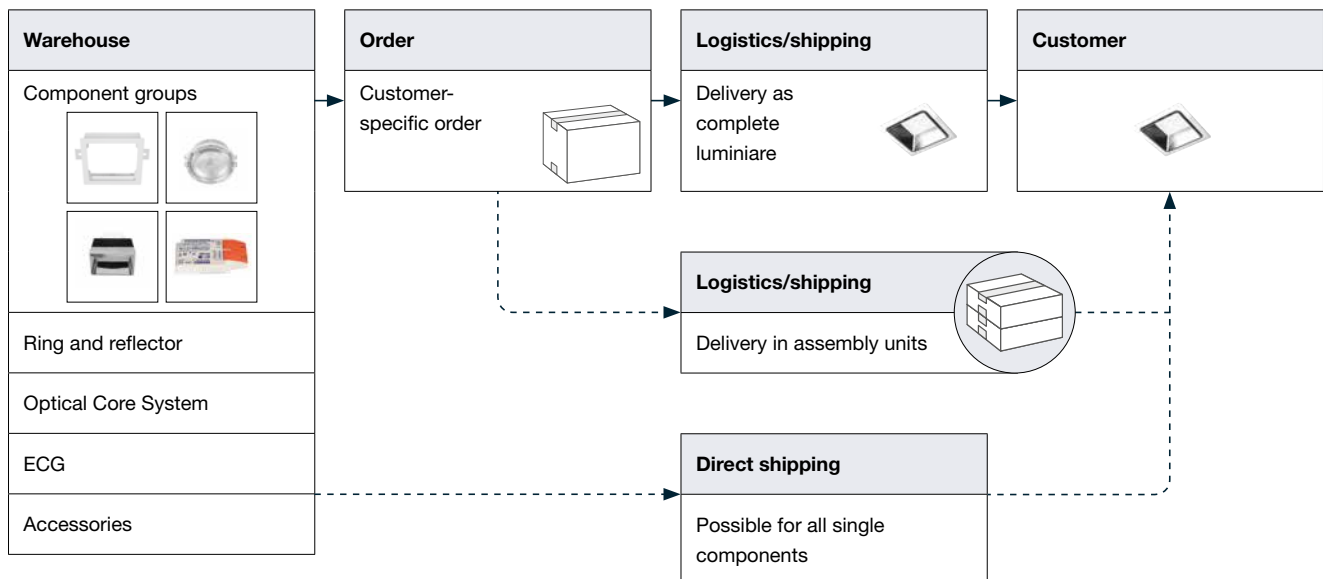 Warehouse
Component groups
Ring and reflector
Optical Core System
ECG
Accessories
Order
Customer-
specific order
Logistics/shipping
Delivery as
complete
luminiare
Customer
Logistics/shipping
Delivery in assembly units
Direct shipping
Possible for all single
components